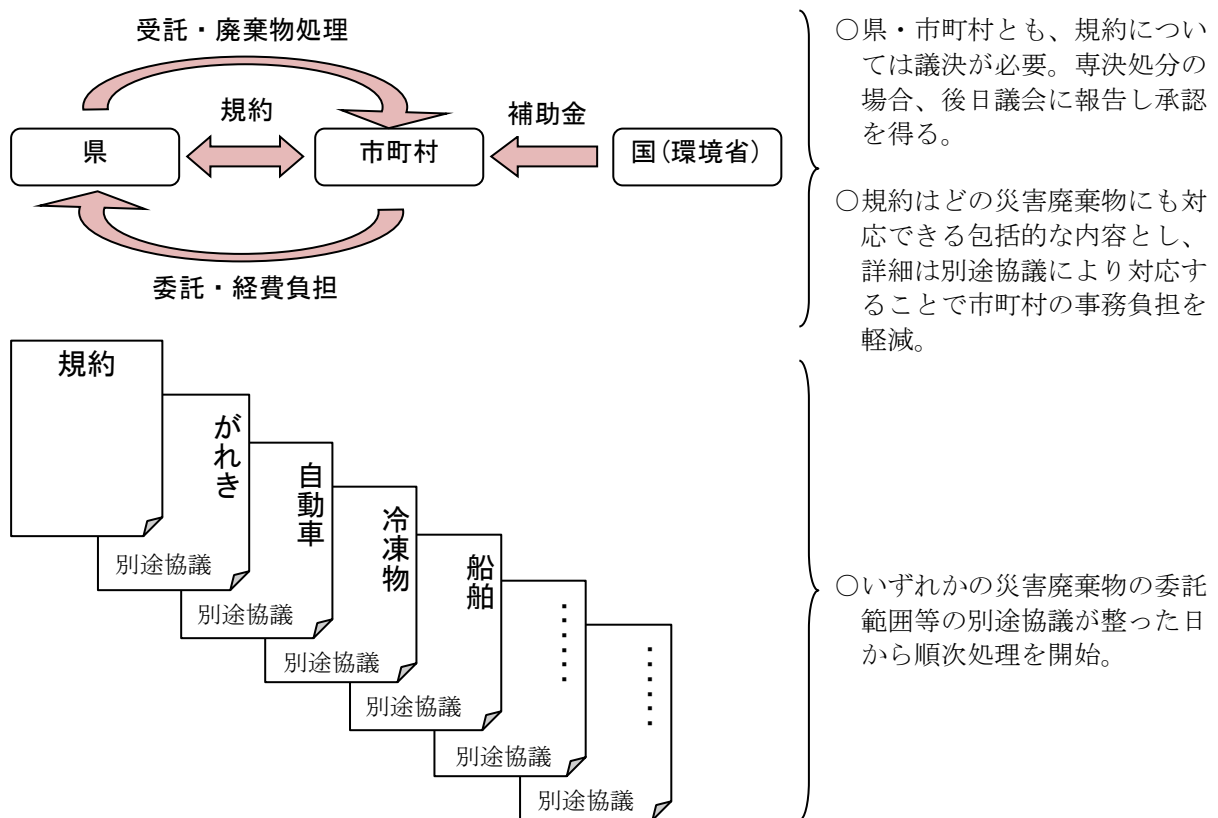 受託・廃棄物処理
規約
補助金
県
市町村
国(環境省)
委託・経費負担
○県・市町村とも、規約につい
ては議決が必要。専決処分の
場合、後日議会に報告し承認
を得る。
○規約はどの災害廃棄物にも対
応できる包括的な内容とし、
詳細は別途協議により対応す
ることで市町村の事務負担を
軽減。
規約
がれき
別途協議
自動車
別途協議
冷凍物
別途協議
船舶
別途協議
・・・・・・
別途協議
・・・・・・
別途協議
○いずれかの災害廃棄物の委託
範囲等の別途協議が整った日
から順次処理を開始。